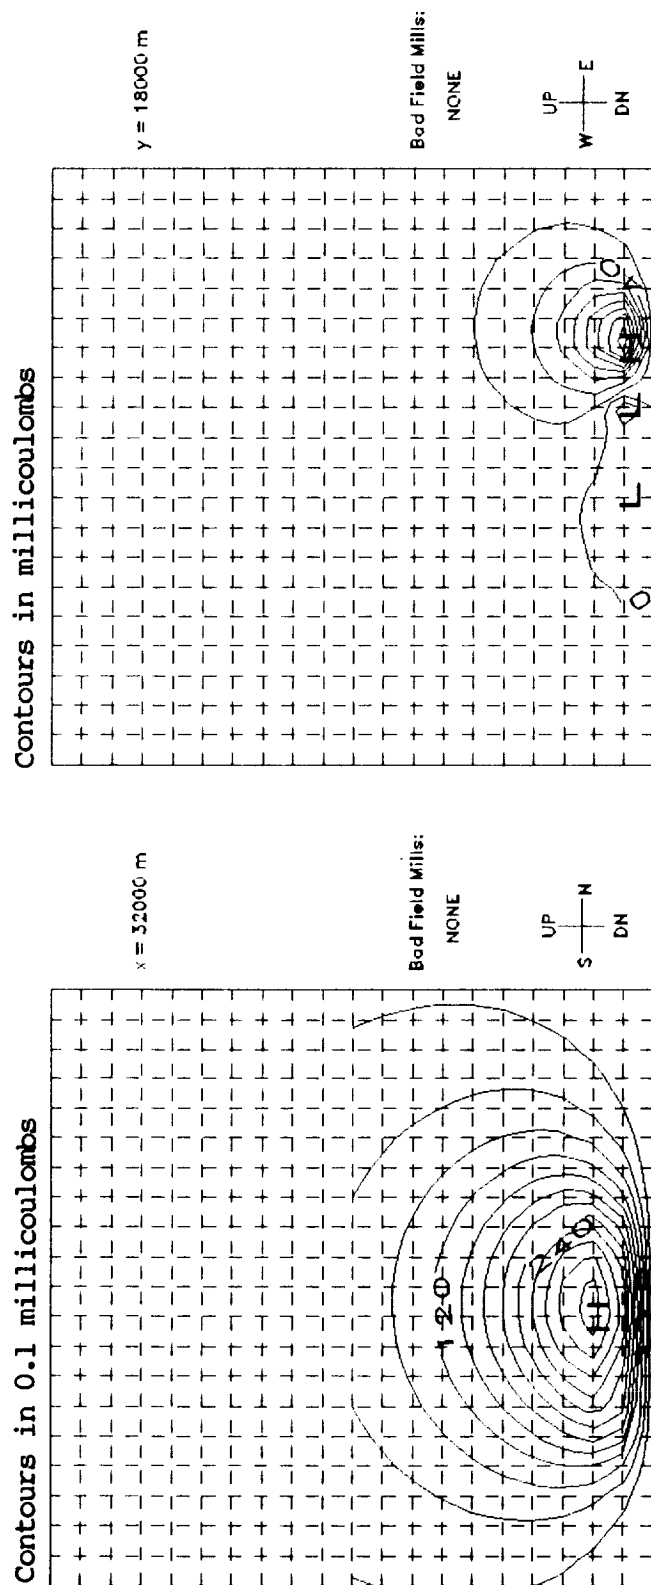 Contours in millicoulombs
y = 18000 m
Bad Field Mills:
NONE
UP
W E
DN
0
H
L
L
0
Contours in 0.1 millicoulombs
x = 32000 m
Bad Field Mills:
NONE
UP
S N
DN
120
240
H